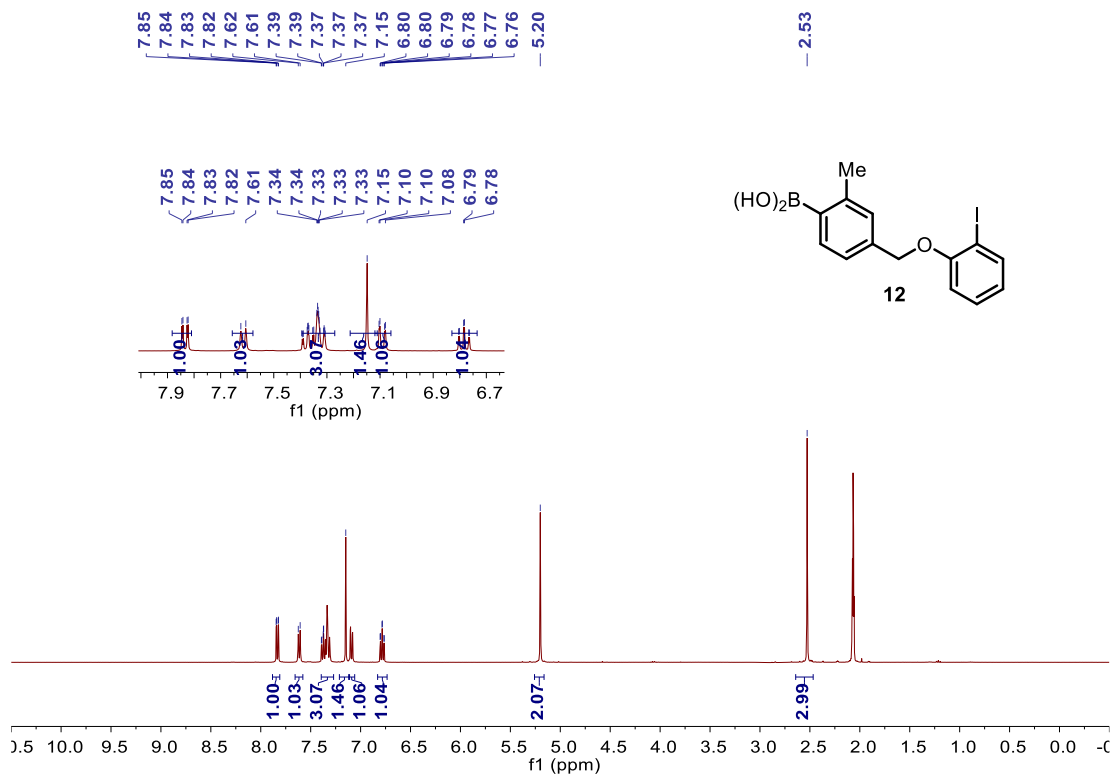 7.85 7.84 7.83 7.82 7.62 7.61 7.39 7.39 7.37 7.37 7.37 7.15 6.80 6.80 6.79 6.78 6.77 6.76 5.20 2.53
7.85 7.84 7.83 7.82 7.61 7.34 7.34 7.33 7.33 7.33 7.15 7.10 7.10 7.08 6.79 6.78
Me
(HO)2B
I
O
12
1.00 1.03 3.07 1.46 1.06 1.04
7.9 7.7 7.5 7.3 7.1 6.9 6.7
f1 (ppm)
1.00 1.03 3.07 1.46 1.06 1.04 2.07 2.99
0.5 10.0 9.5 9.0 8.5 8.0 7.5 7.0 6.5 6.0 5.5 5.0 4.5 4.0 3.5 3.0 2.5 2.0 1.5 1.0 0.5 0.0 -0
f1 (ppm)